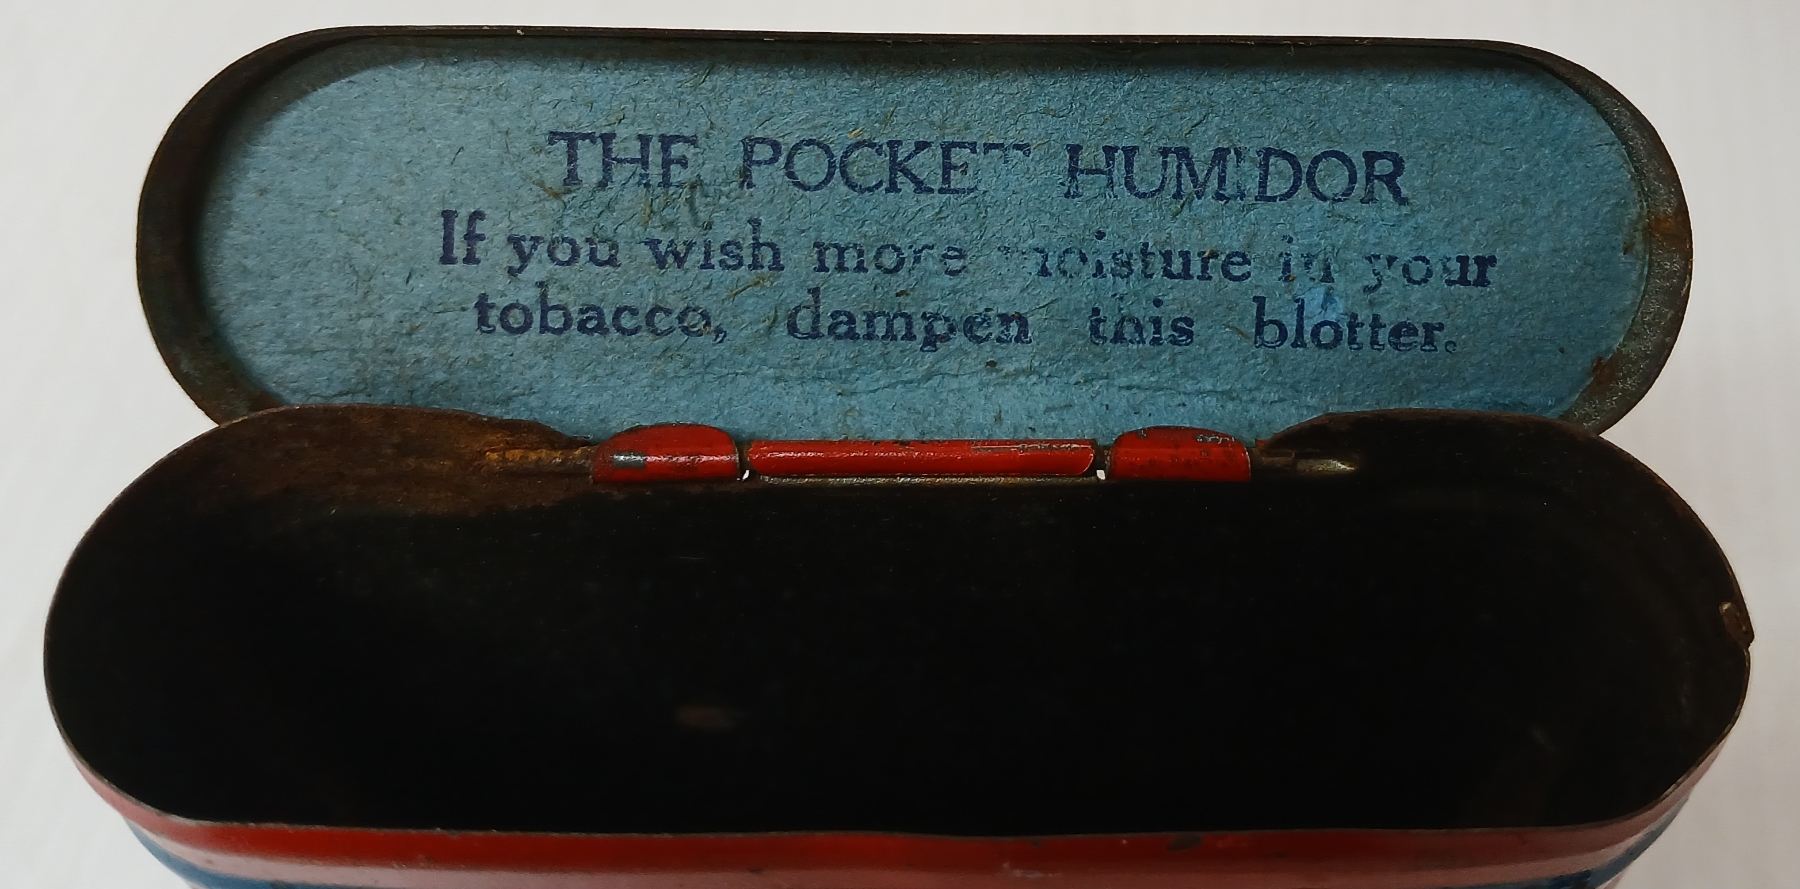 THE POCKET HUMIDOR
If you wish more moisture in your
tobacco, dampen this blotter.